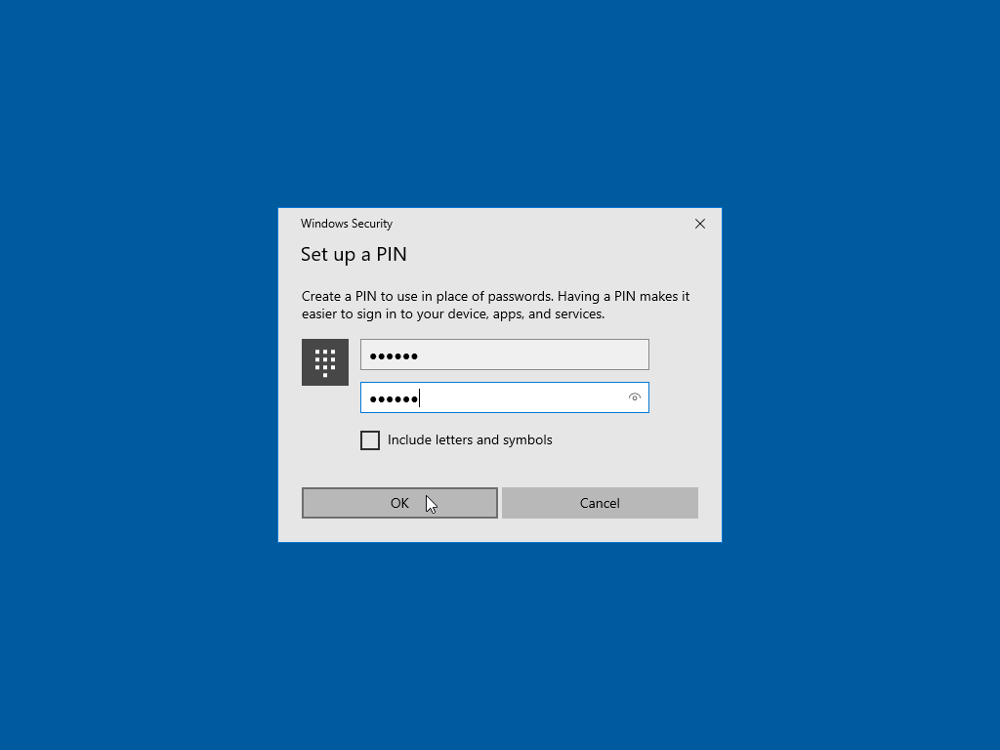 Windows Security
Set up a PIN
Create a PIN to use in place of passwords. Having a PIN makes it
easier to sign in to your device, apps, and services.
●●●●●●
●●●●●●
Include letters and symbols
OK
Cancel